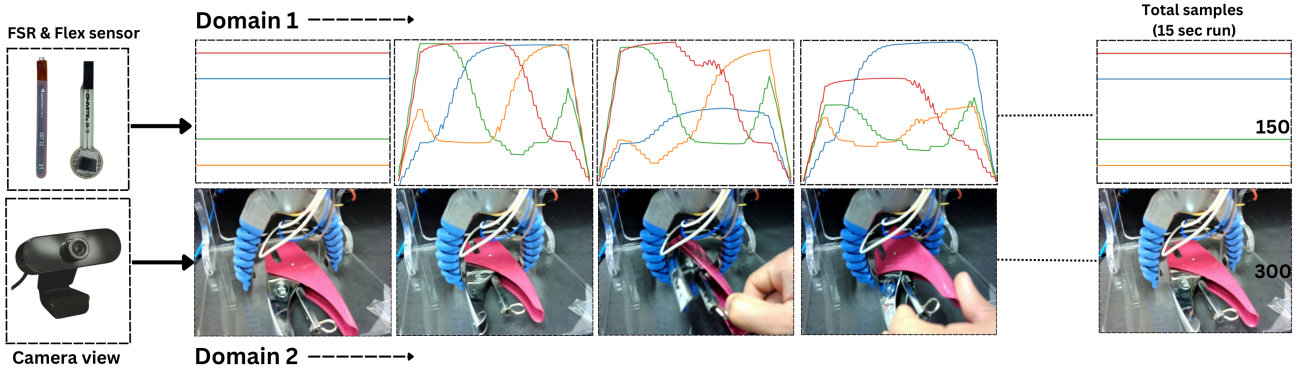 Domain 1
Total samples
(15 sec run)
FSR & Flex sensor
150
300
Camera view
Domain 2